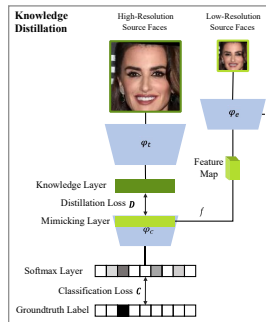 Knowledge
Distillation
High-Resolution
Source Faces
Low-Resolution
Source Faces
φt
φe
Feature
Map
Knowledge Layer
Distillation Loss D
Mimicking Layer
f
φc
Softmax Layer
Classification Loss C
Groundtruth Label